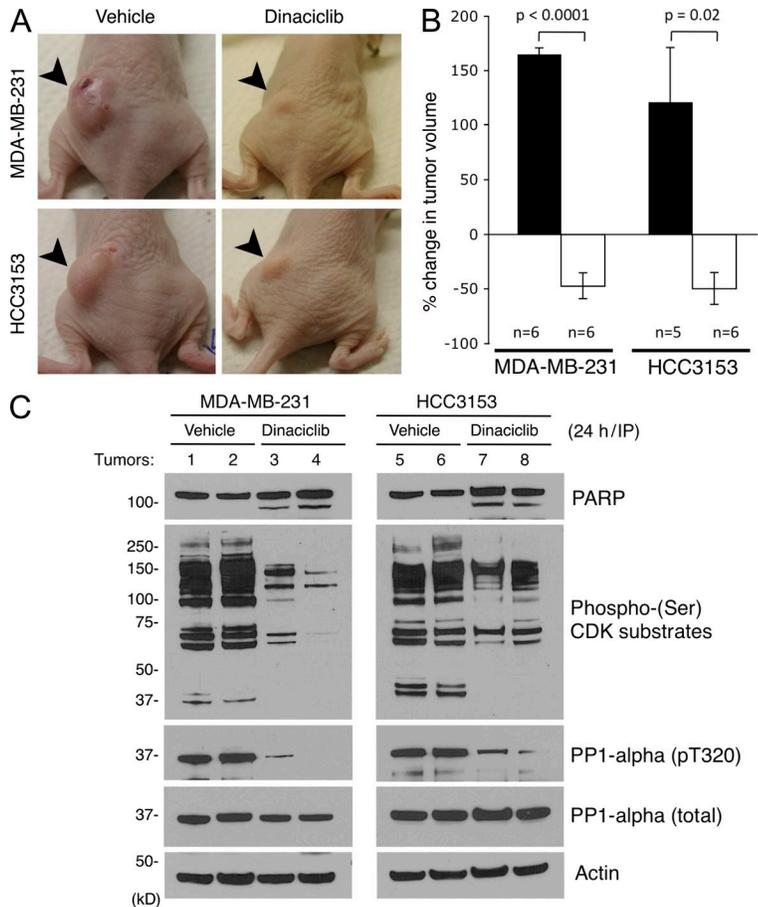 A
Vehicle Dinaciclib
MDA-MB-231
HCC3153
B
% change in tumor volume
200
150
100
50
0
-50
-100
p < 0.0001 p = 0.02
n=6 n=6 n=5 n=6
MDA-MB-231 HCC3153
C
MDA-MB-231 HCC3153
Vehicle Dinaciclib Vehicle Dinaciclib (24 h/IP)
Tumors: 1 2 3 4 5 6 7 8
100- PARP
250-
150-
100-
75-
50-
37-
Phospho-(Ser)
CDK substrates
37- PP1-alpha (pT320)
37- PP1-alpha (total)
50- Actin
(kD)